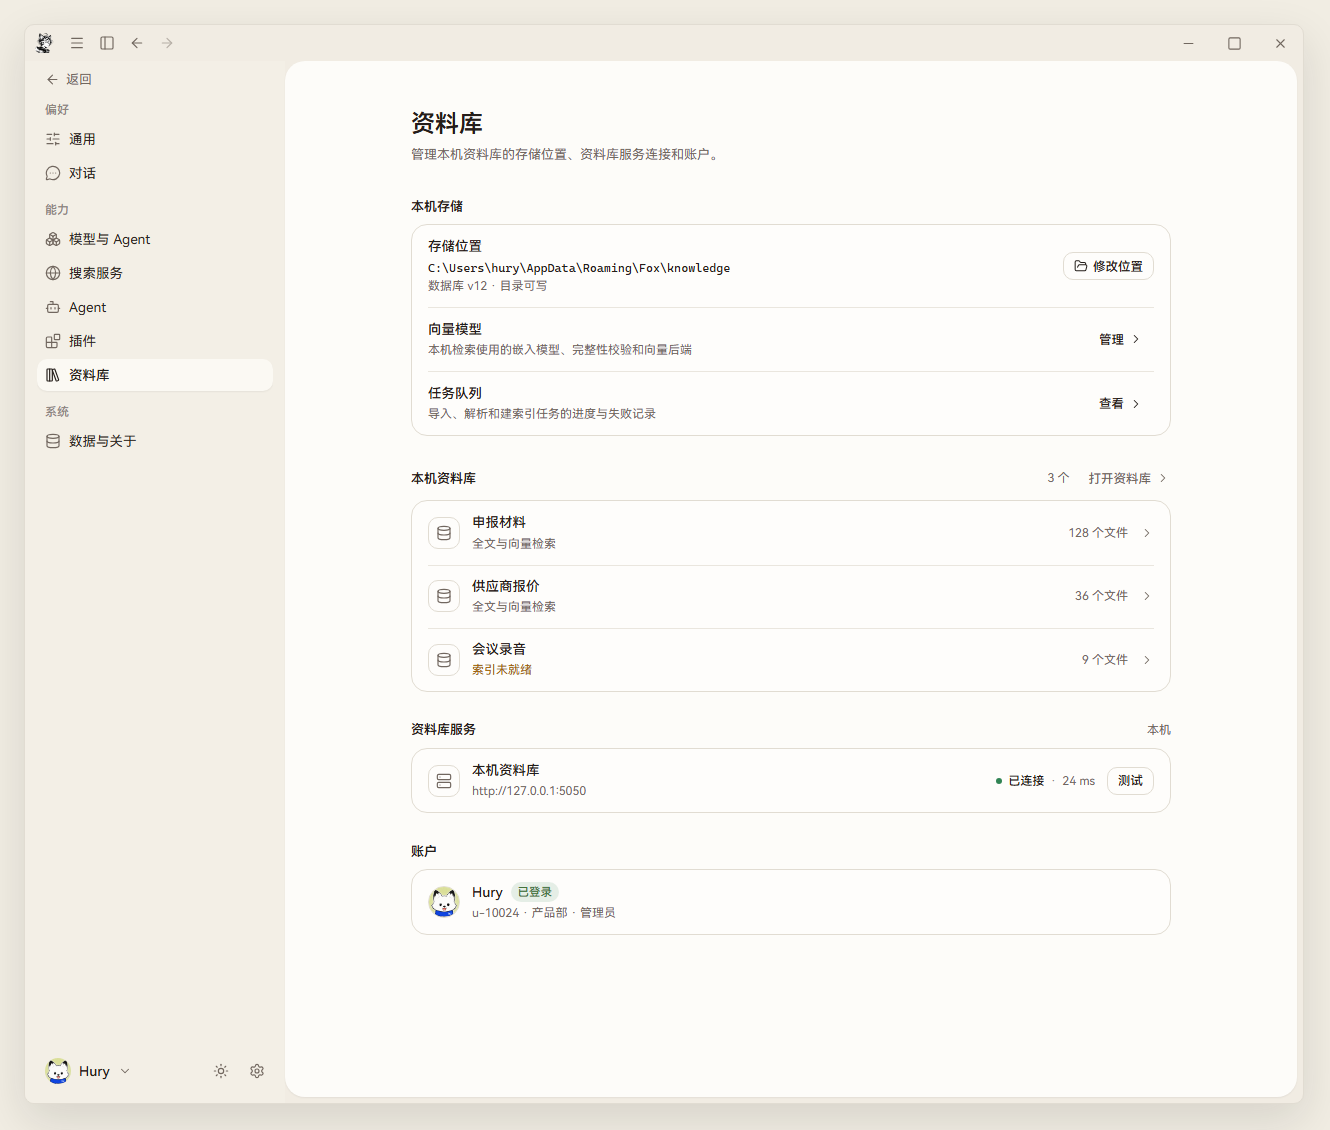 返回
偏好
通用
对话
能力
模型与 Agent
搜索服务
Agent
插件
资料库
系统
数据与关于
Hury
资料库
管理本机资料库的存储位置、资料库服务连接和账户。
本机存储
存储位置
C:\Users\hury\AppData\Roaming\Fox\knowledge
数据库 v12 · 目录可写
修改位置
向量模型
本机检索使用的嵌入模型、完整性校验和向量后端
管理
任务队列
导入、解析和建索引任务的进度与失败记录
查看
本机资料库
3 个 打开资料库
申报材料
全文与向量检索
128 个文件
供应商报价
全文与向量检索
36 个文件
会议录音
索引未就绪
9 个文件
资料库服务
本机
本机资料库
http://127.0.0.1:5050
已连接 · 24 ms 测试
账户
Hury 已登录
u-10024 · 产品部 · 管理员